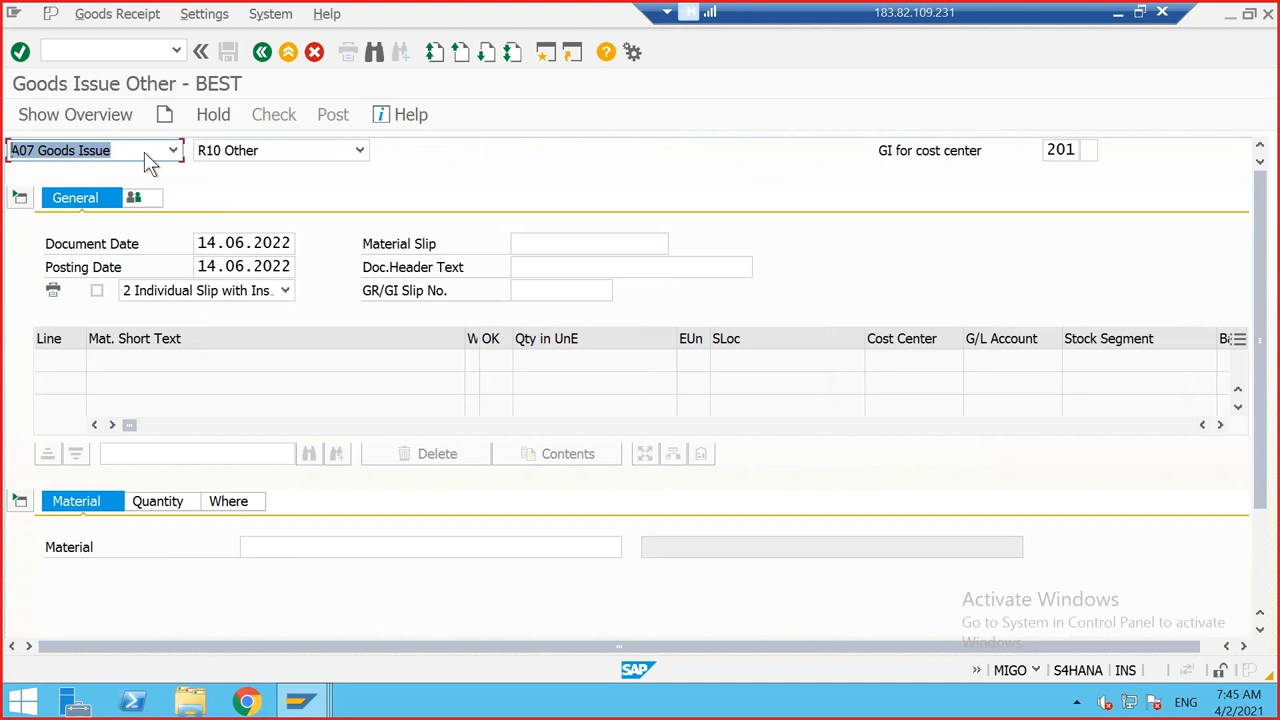 Goods Receipt Settings System Help
183.82.109.231
Goods Issue Other - BEST
Show Overview Hold Check Post Help
A07 Goods Issue R10 Other GI for cost center 201
General
Document Date 14.06.2022 Material Slip
Posting Date 14.06.2022 Doc.Header Text
2 Individual Slip with Ins. GR/GI Slip No.
Line Mat. Short Text W OK Qty in UnE EUn SLoc Cost Center G/L Account Stock Segment Ba
Delete Contents
Material Quantity Where
Material
Activate Windows
Go to System in Control Panel to activate
Windows.
SAP MIGO S4HANA INS
ENG 7:45 AM
4/2/2021